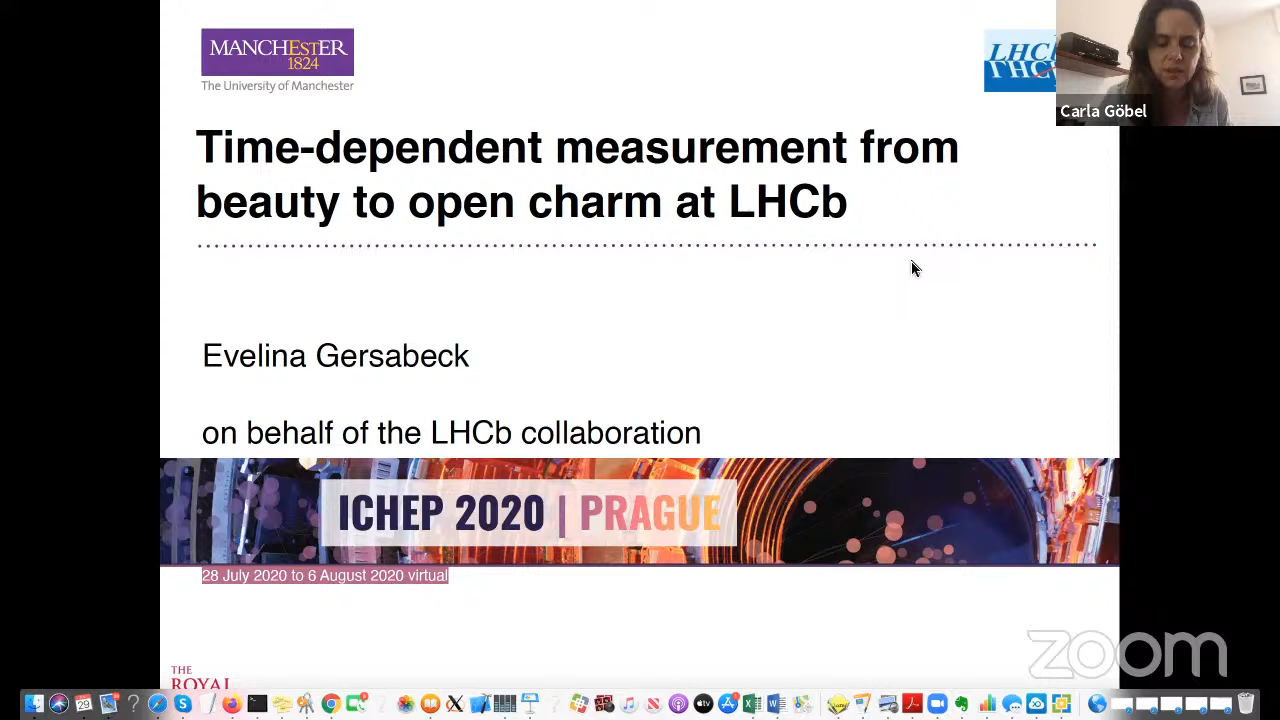 MANCHESTER
1824
The University of Manchester
LHCb
Carla Göbel
Time-dependent measurement from
beauty to open charm at LHCb
Evelina Gersabeck
on behalf of the LHCb collaboration
ICHEP 2020 | PRAGUE
28 July 2020 to 6 August 2020 virtual
zoom
THE
ROYAL
29